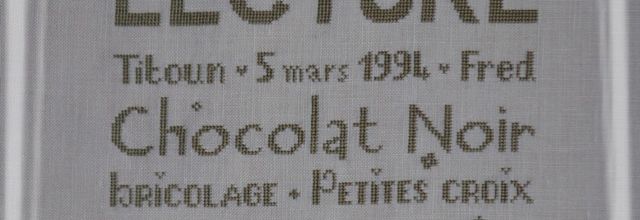 LECTURE
Titoun ♥ 5 mars 1994 ♥ Fred
Chocolat Noir
BRICOLAGE • PETITES CROIX